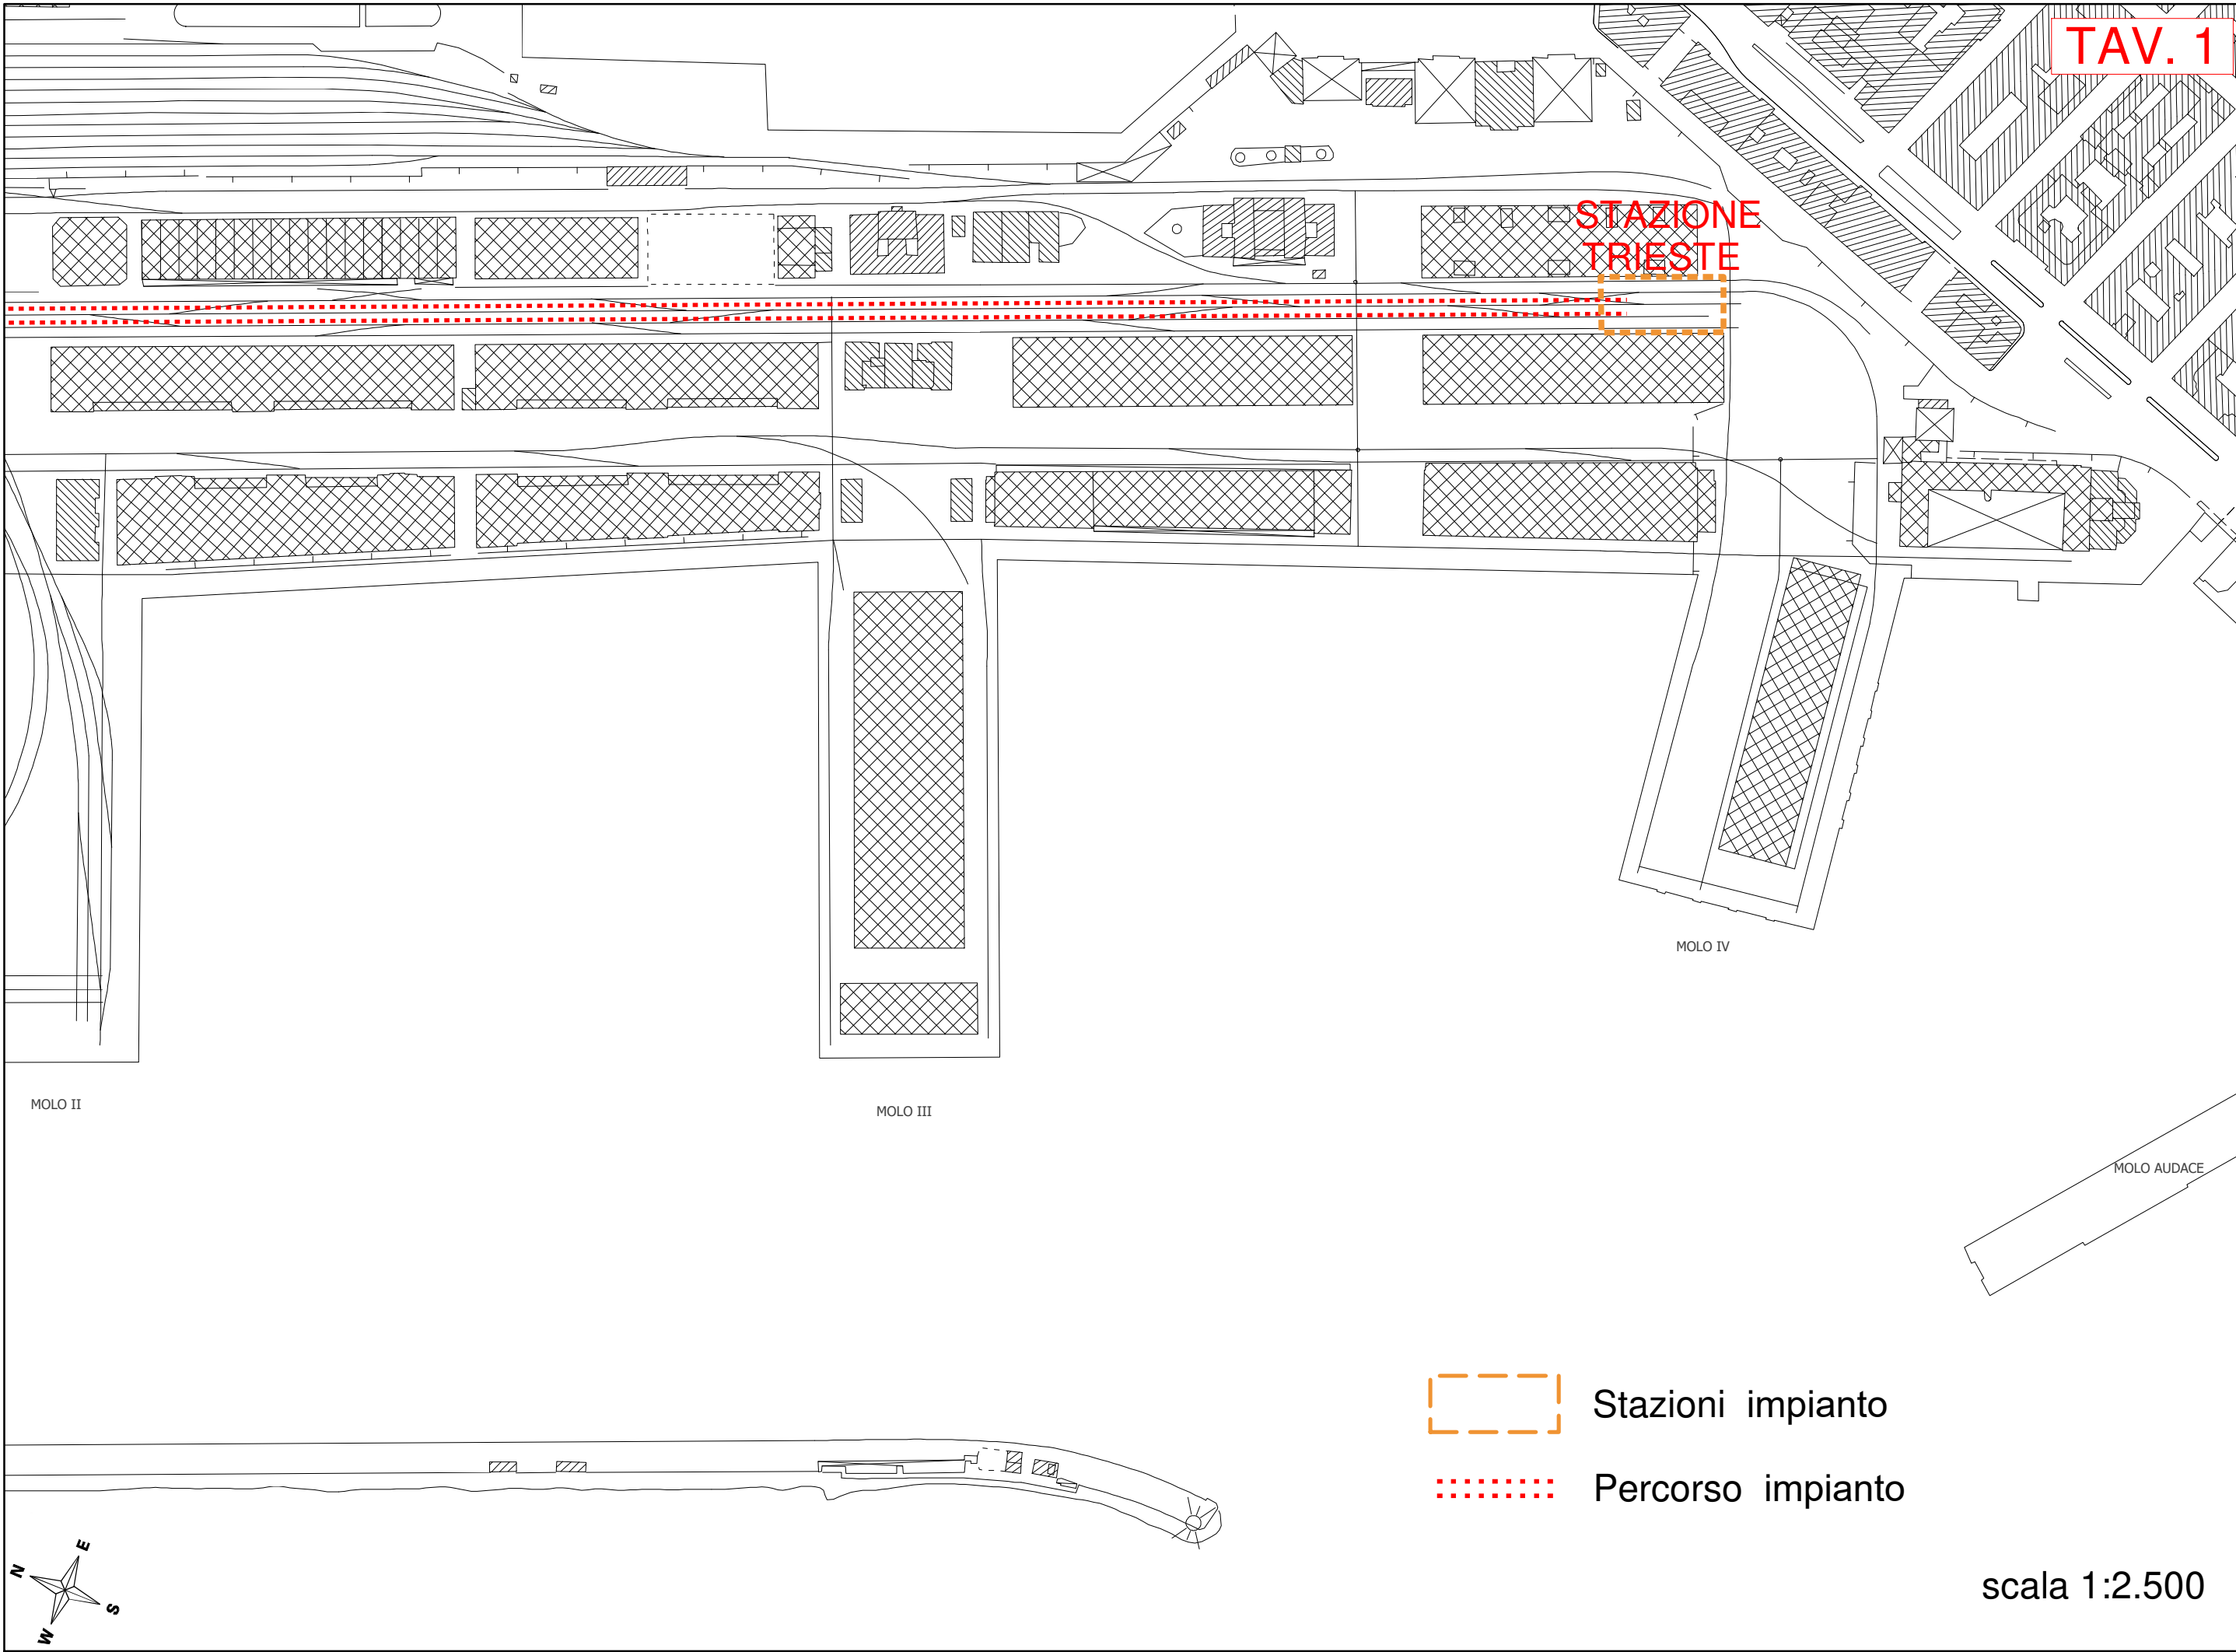 TAV. 1
STAZIONE
TRIESTE
MOLO IV
MOLO II
MOLO III
MOLO AUDACE
Stazioni impianto
Percorso impianto
N
E
S
W
scala 1:2.500